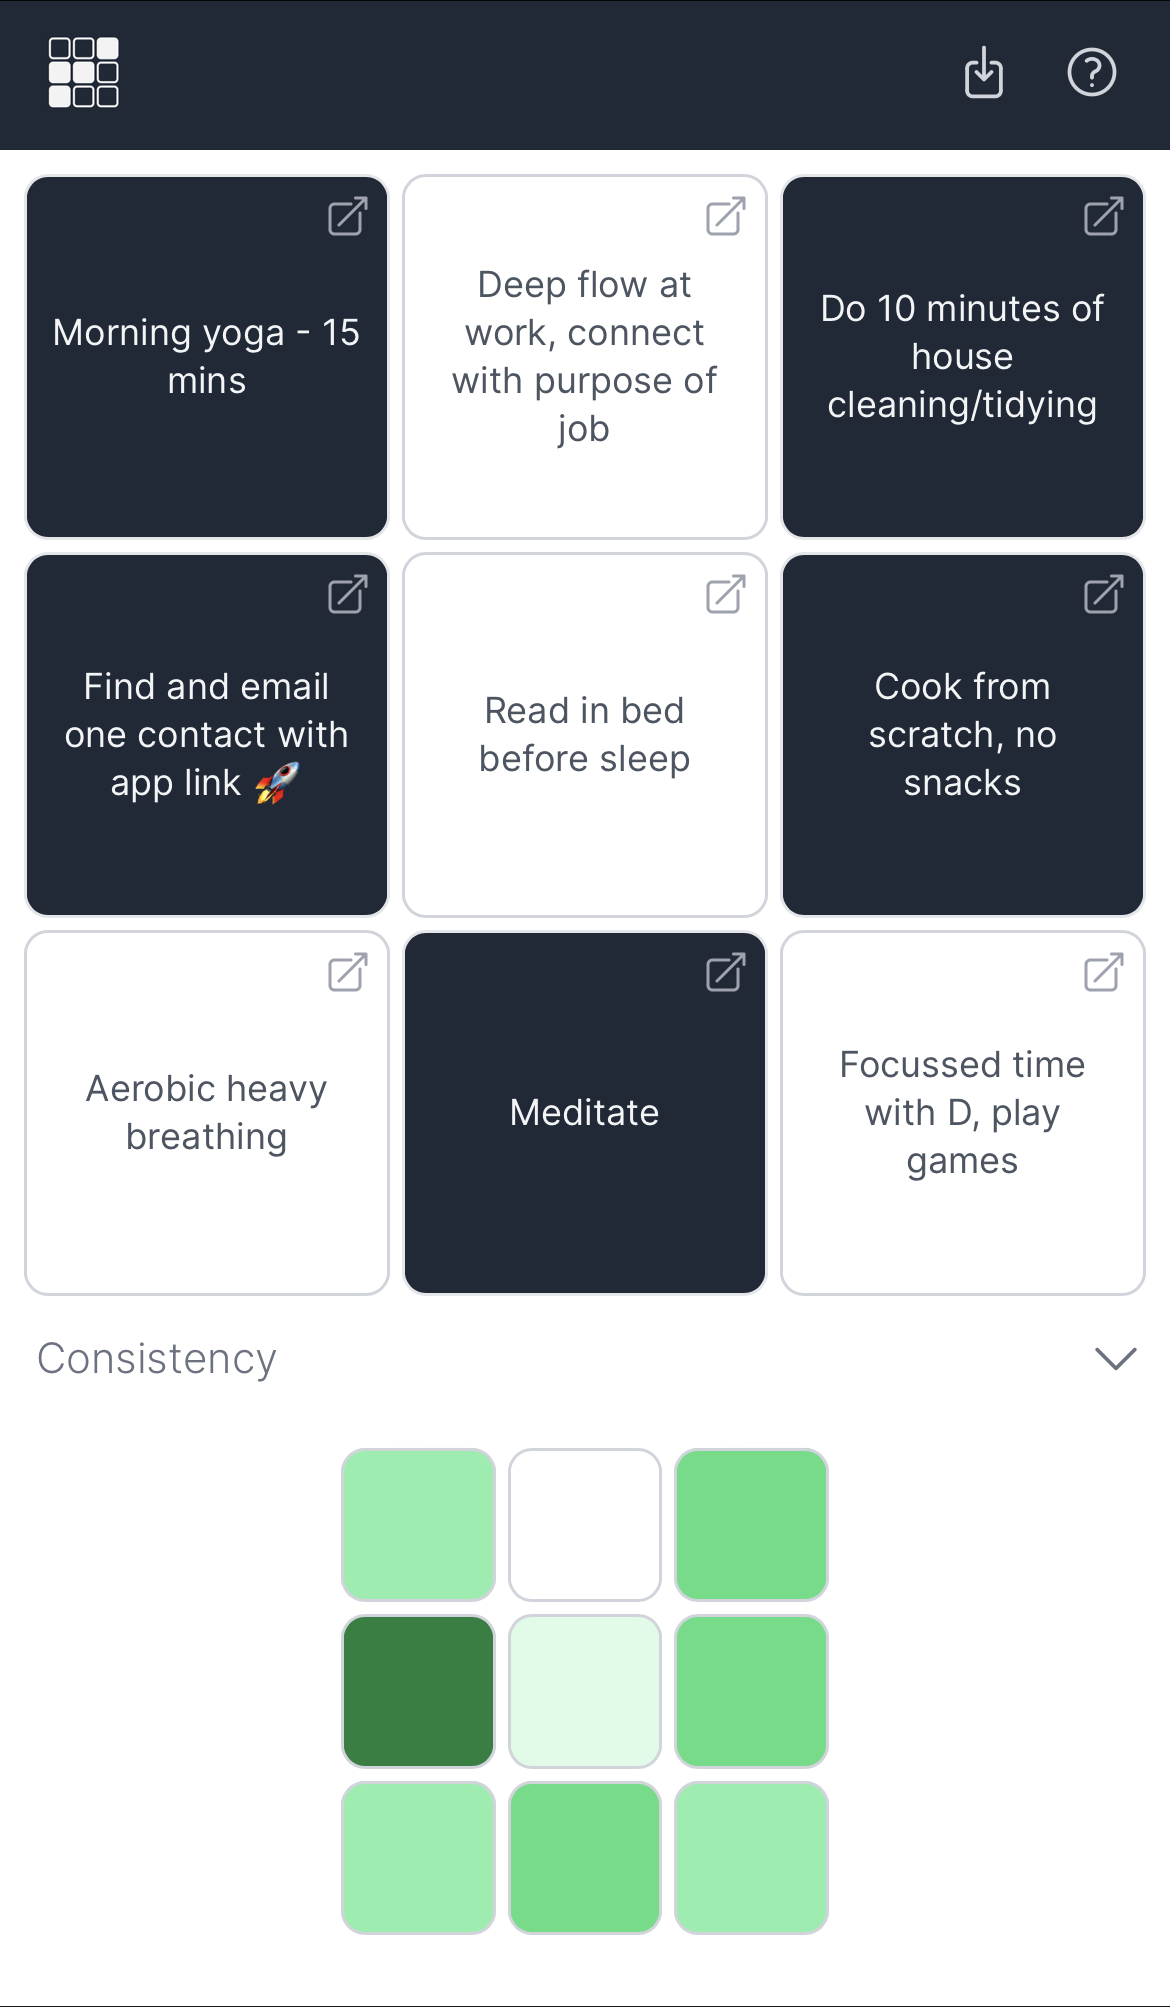 Morning yoga - 15
mins
Deep flow at
work, connect
with purpose of
job
Do 10 minutes of
house
cleaning/tidying
Find and email
one contact with
app link 🚀
Read in bed
before sleep
Cook from
scratch, no
snacks
Aerobic heavy
breathing
Meditate
Focussed time
with D, play
games
Consistency